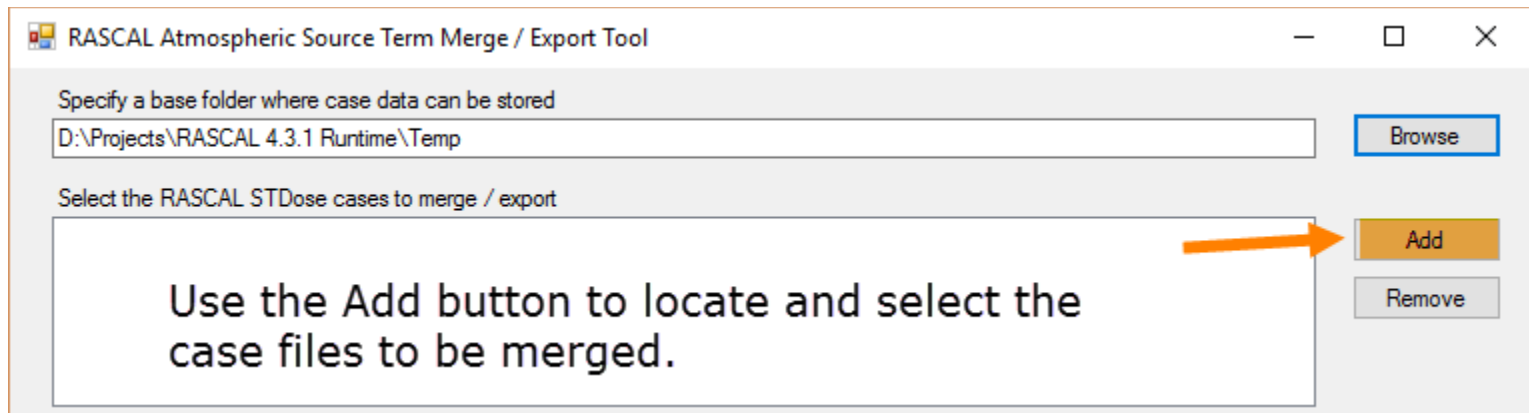 RASCAL Atmospheric Source Term Merge / Export Tool
Specify a base folder where case data can be stored
D:\Projects\RASCAL 4.3.1 Runtime\Temp
Browse
Select the RASCAL STDose cases to merge / export
Add
Remove
Use the Add button to locate and select the
case files to be merged.